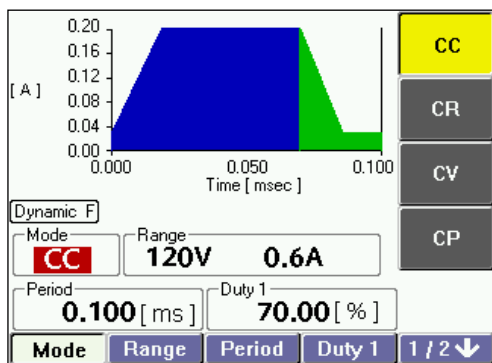 0.20
0.16
0.12
[ A ]
0.08
0.04
0.00
0.000 0.050 0.100
Time [ msec ]
CC
CR
CV
CP
Dynamic F
Mode
CC
Range
120V 0.6A
Period
0.100 [ ms ]
Duty 1
70.00 [ % ]
Mode Range Period Duty 1 1 / 2